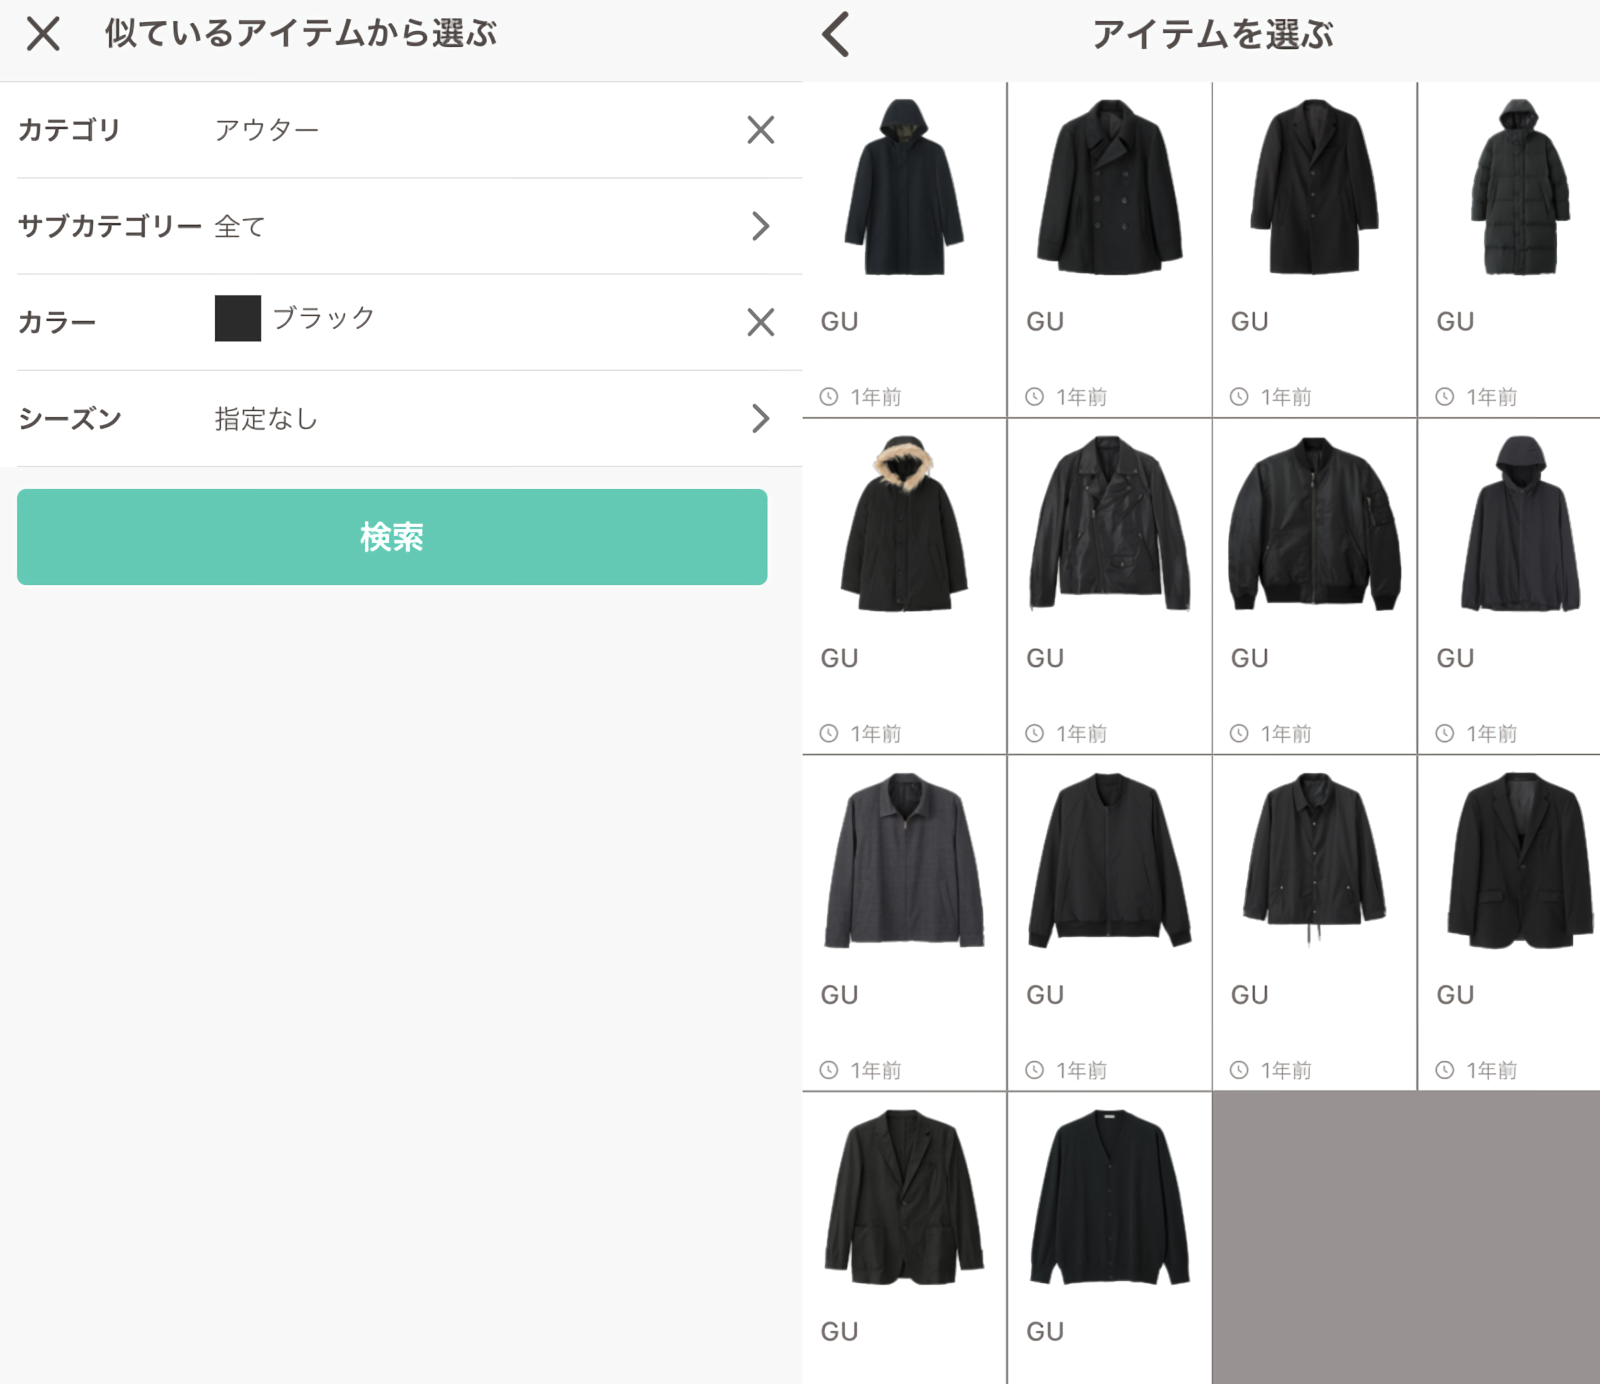 似ているアイテムから選ぶ
カテゴリ アウター
サブカテゴリー 全て
カラー ブラック
シーズン 指定なし
検索
アイテムを選ぶ
GU GU GU GU
1年前 1年前 1年前 1年前
GU GU GU GU
1年前 1年前 1年前 1年前
GU GU GU GU
1年前 1年前 1年前 1年前
GU GU